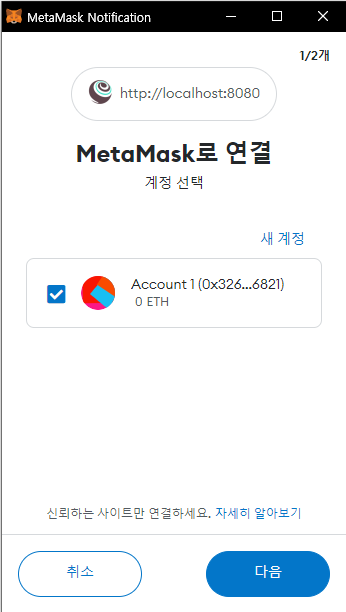 MetaMask Notification
1/2개
http://localhost:8080
MetaMask로 연결
계정 선택
새 계정
Account 1 (0x326...6821)
0 ETH
신뢰하는 사이트만 연결하세요. 자세히 알아보기
취소
다음